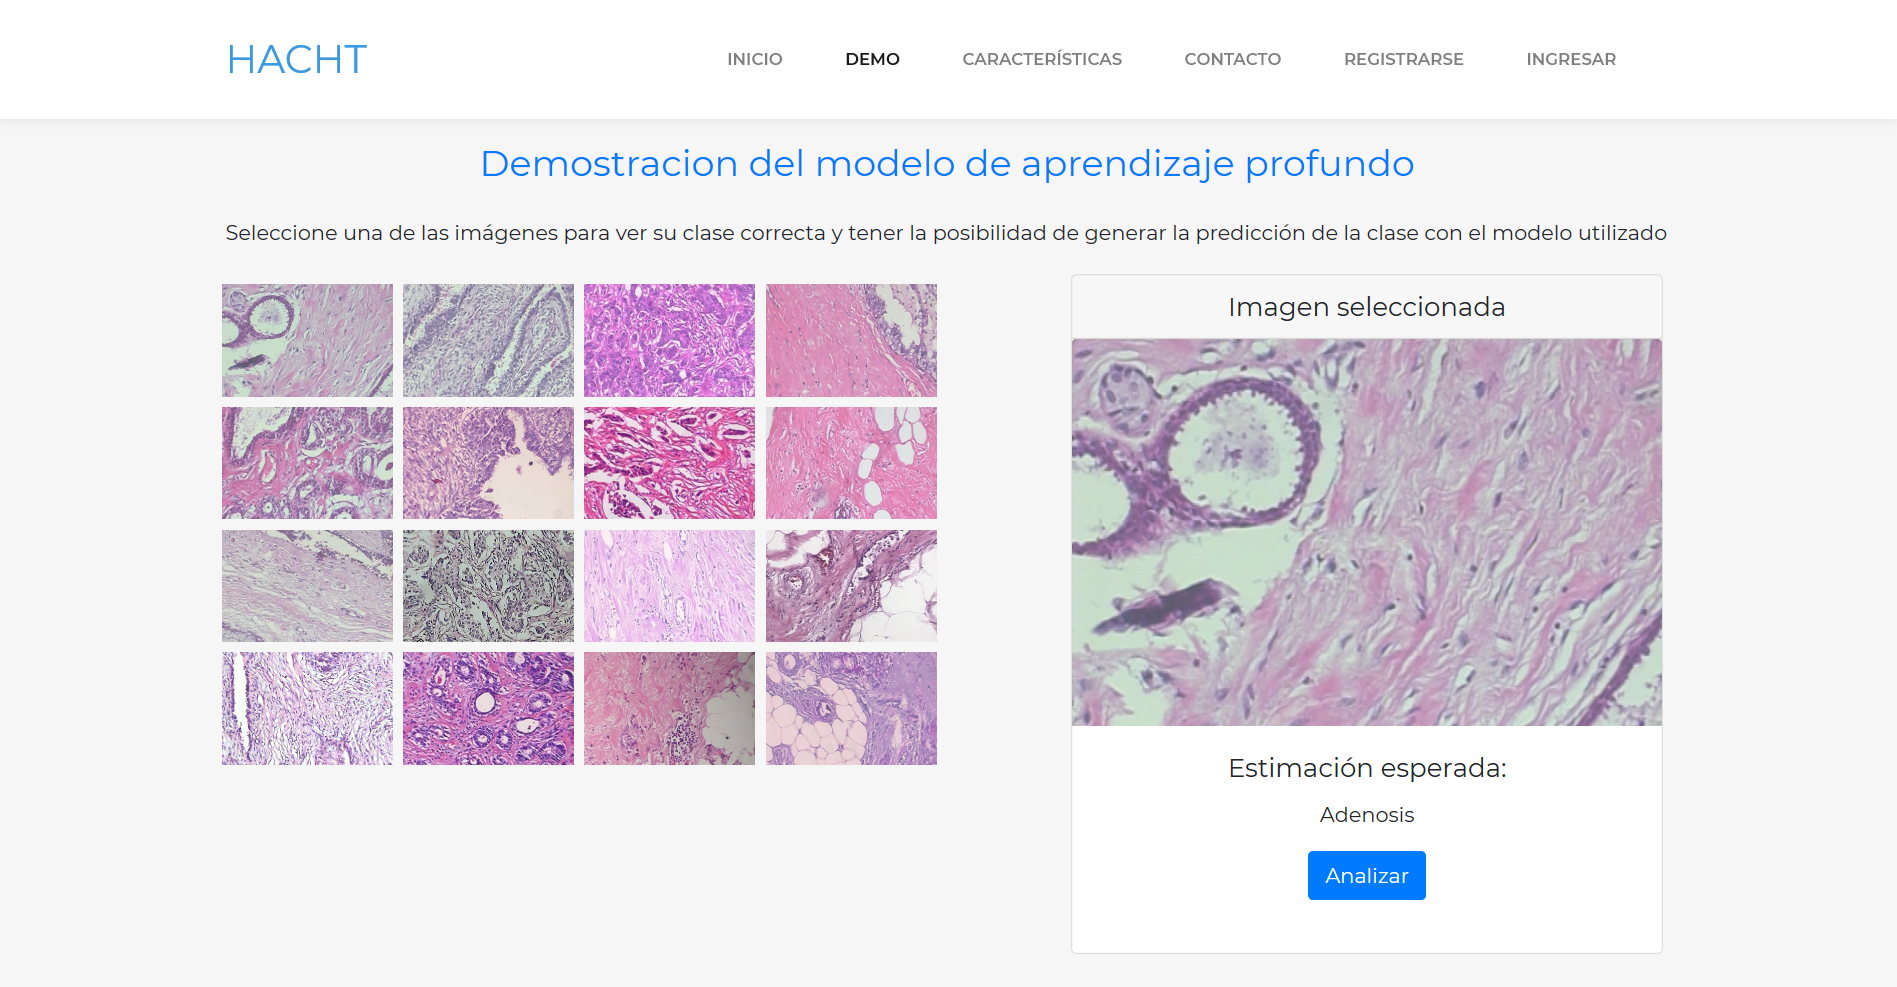 HACHT
INICIO
DEMO
CARACTERÍSTICAS
CONTACTO
REGISTRARSE
INGRESAR
Demostracion del modelo de aprendizaje profundo
Seleccione una de las imágenes para ver su clase correcta y tener la posibilidad de generar la predicción de la clase con el modelo utilizado
Imagen seleccionada
Estimación esperada:
Adenosis
Analizar